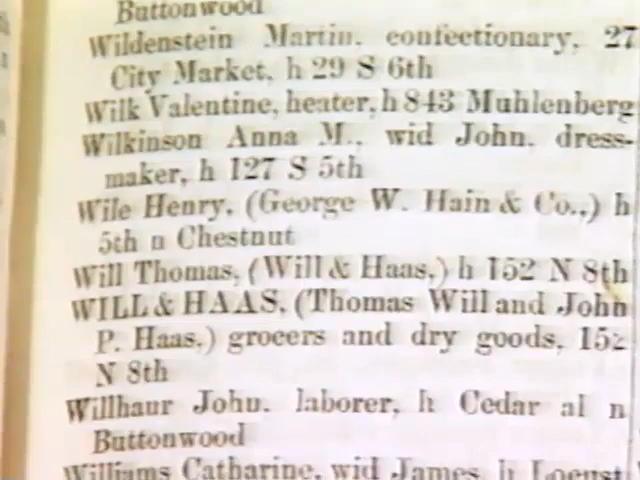 Buttonwood
Wildenstein Martin. confectionary, 27
City Market, h 29 S 6th
Wilk Valentine, heater, h 843 Muhlenberg
Wilkinson Anna M., wid John. dress-
maker, h 127 S 5th
Wile Henry. (George W. Hain & Co.,) h
5th n Chestnut
Will Thomas, (Will & Haas,) h 152 N 8th
WILL & HAAS, (Thomas Will and John
P. Haas,) grocers and dry goods, 152
N 8th
Willhaur John. laborer, h Cedar al n
Buttonwood
Williams Catharine, wid James, h Locust